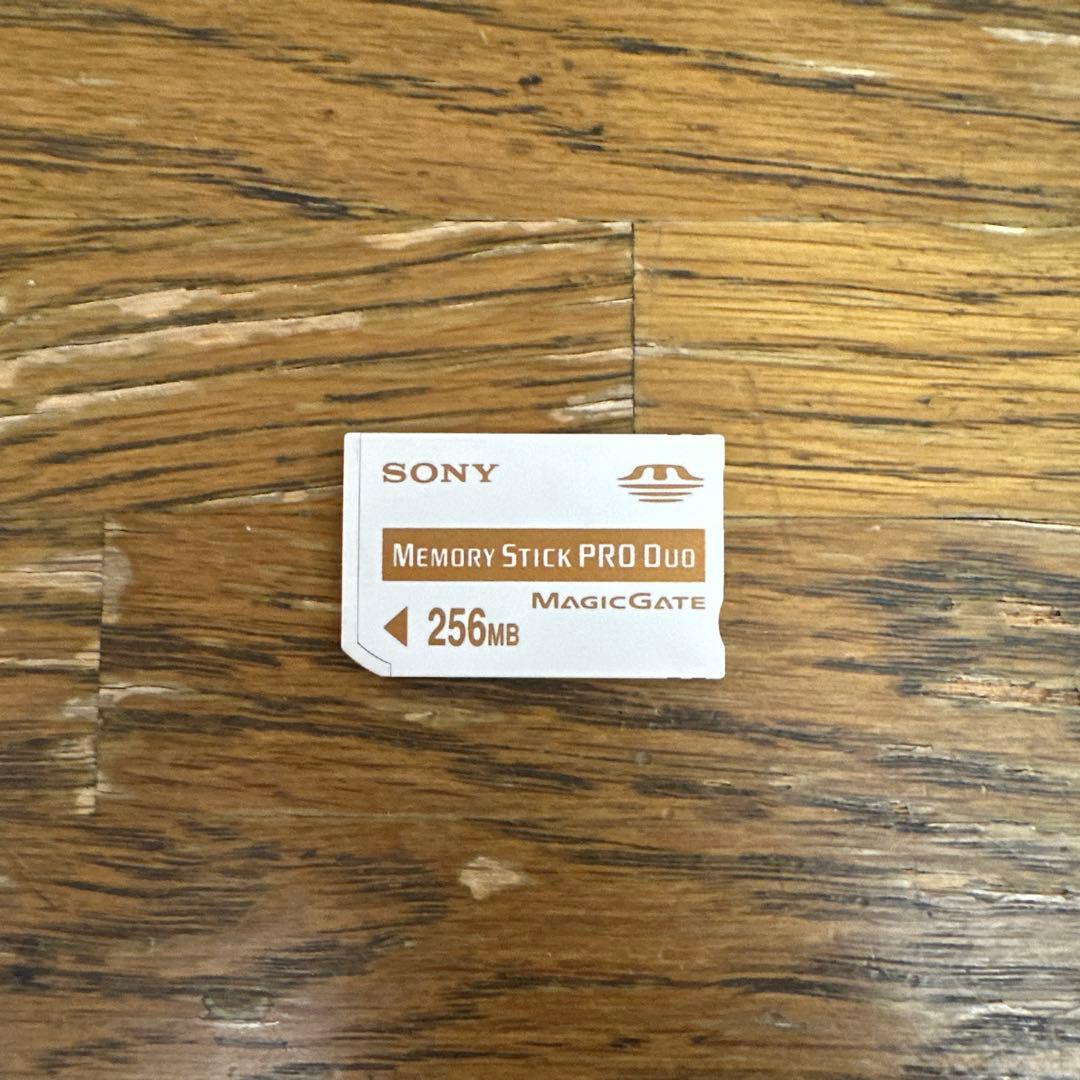 SONY
MEMORY STICK PRO DUO
MAGICGATE
256MB